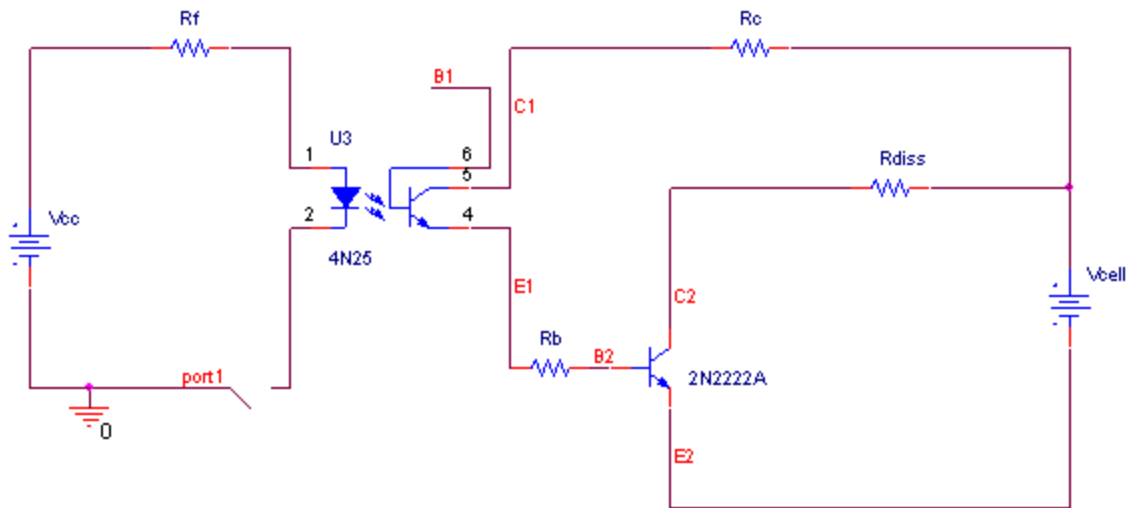 Rf
Rc
B1
C1
U3
1
6
5
Rdiss
2
4
Vcc
4N25
Vcell
E1
C2
Rb
B2
port1
2N2222A
0
E2